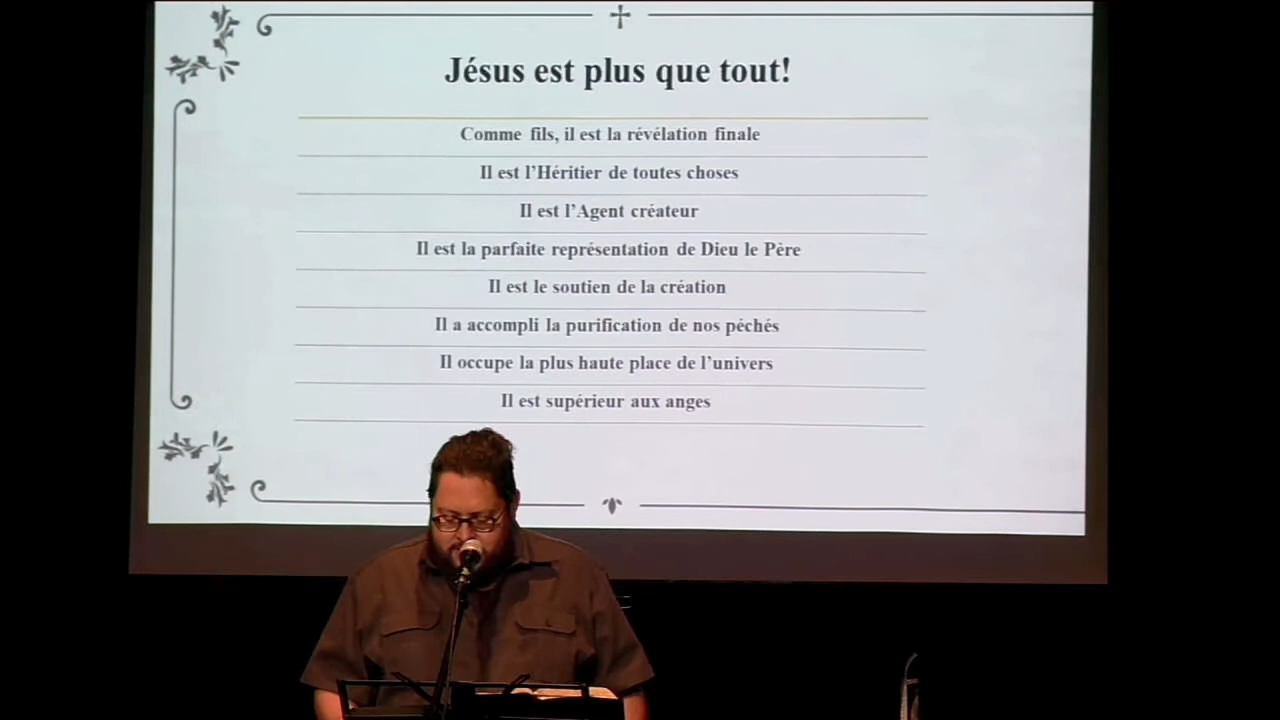 Jésus est plus que tout!
Comme fils, il est la révélation finale
Il est l’Héritier de toutes choses
Il est l’Agent créateur
Il est la parfaite représentation de Dieu le Père
Il est le soutien de la création
Il a accompli la purification de nos péchés
Il occupe la plus haute place de l’univers
Il est supérieur aux anges